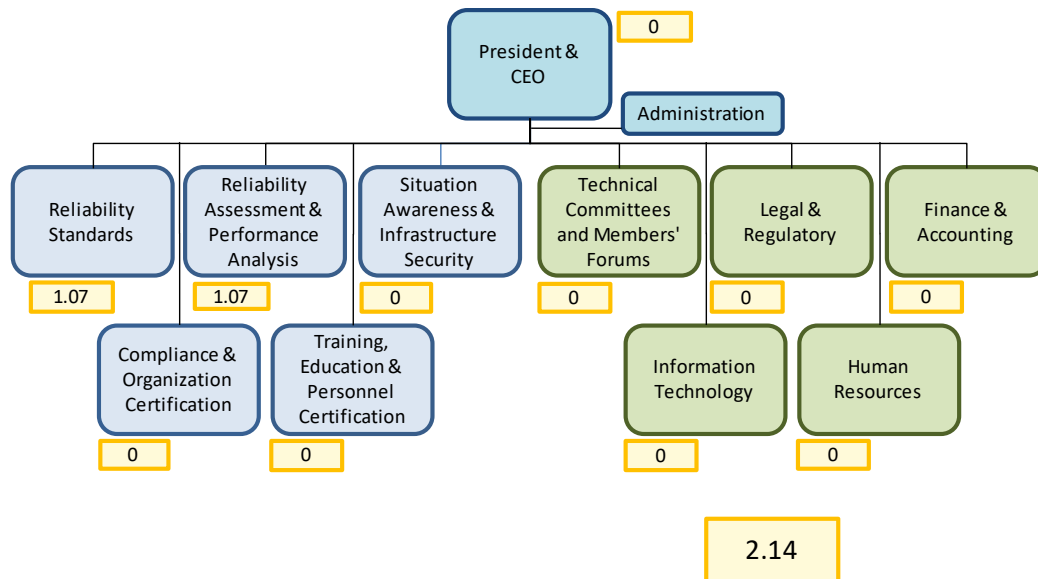 President &
CEO
0
Administration
Reliability
Standards
1.07
Reliability
Assessment &
Performance
Analysis
1.07
Situation
Awareness &
Infrastructure
Security
0
Technical
Committees
and Members'
Forums
0
Legal &
Regulatory
0
Finance &
Accounting
0
Compliance &
Organization
Certification
0
Training,
Education &
Personnel
Certification
0
Information
Technology
0
Human
Resources
0
2.14